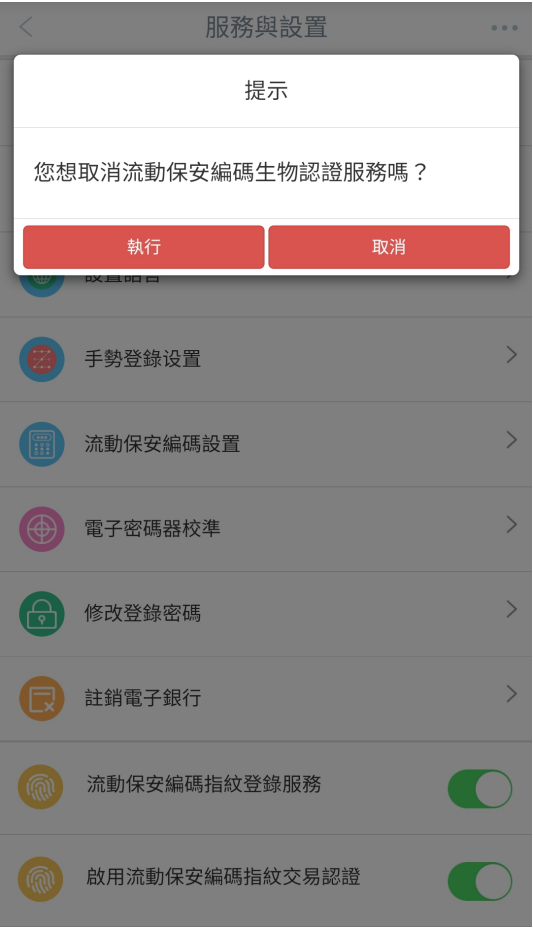 服務與設置
提示
您想取消流動保安編碼生物認證服務嗎？
執行
取消
設置語言
手勢登錄设置
流動保安編碼設置
電子密碼器校準
修改登錄密碼
註銷電子銀行
流動保安編碼指紋登錄服務
啟用流動保安編碼指紋交易認證